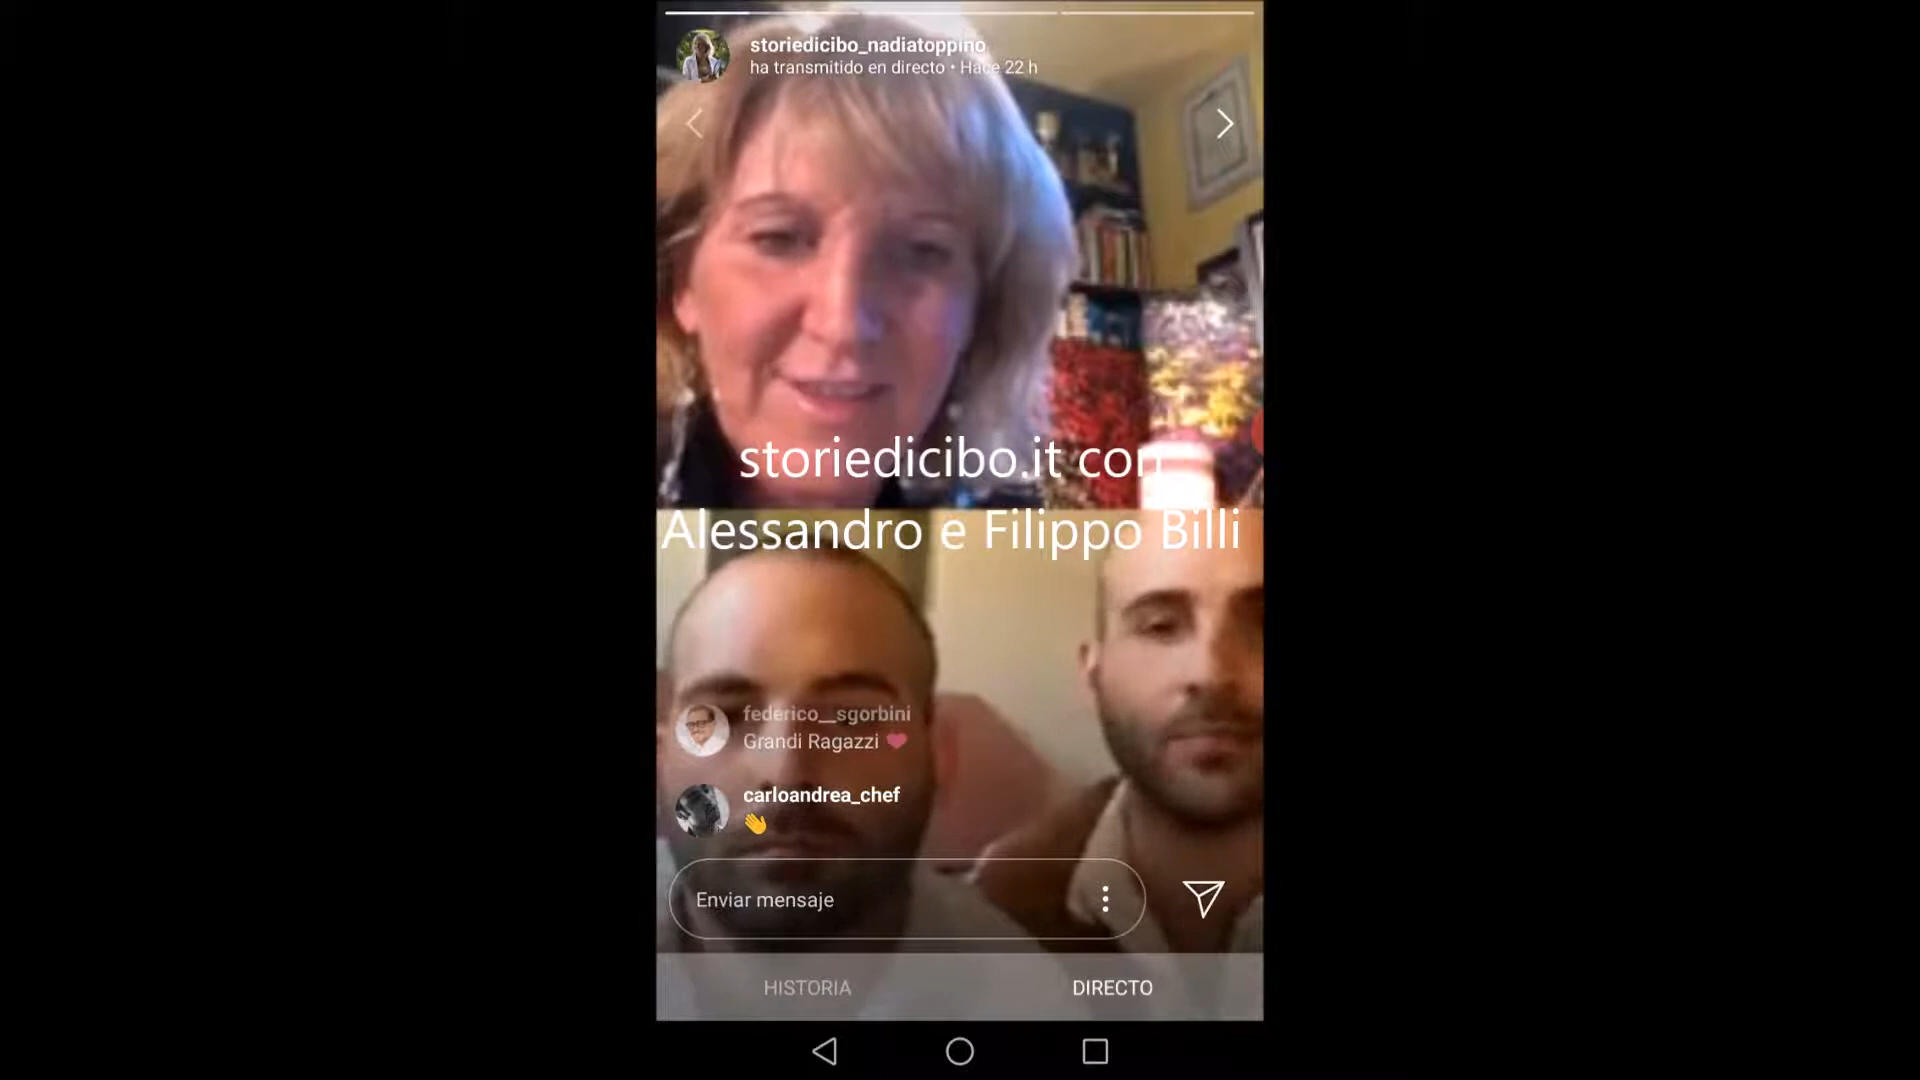 storiedicibo_nadiatoppino
ha transmitido en directo • Hace 22 h
storiedicibo.it con
Alessandro e Filippo Billi
federico__sgorbini
Grandi Ragazzi ❤
carloandrea_chef
👏
Enviar mensaje
HISTORIA
DIRECTO